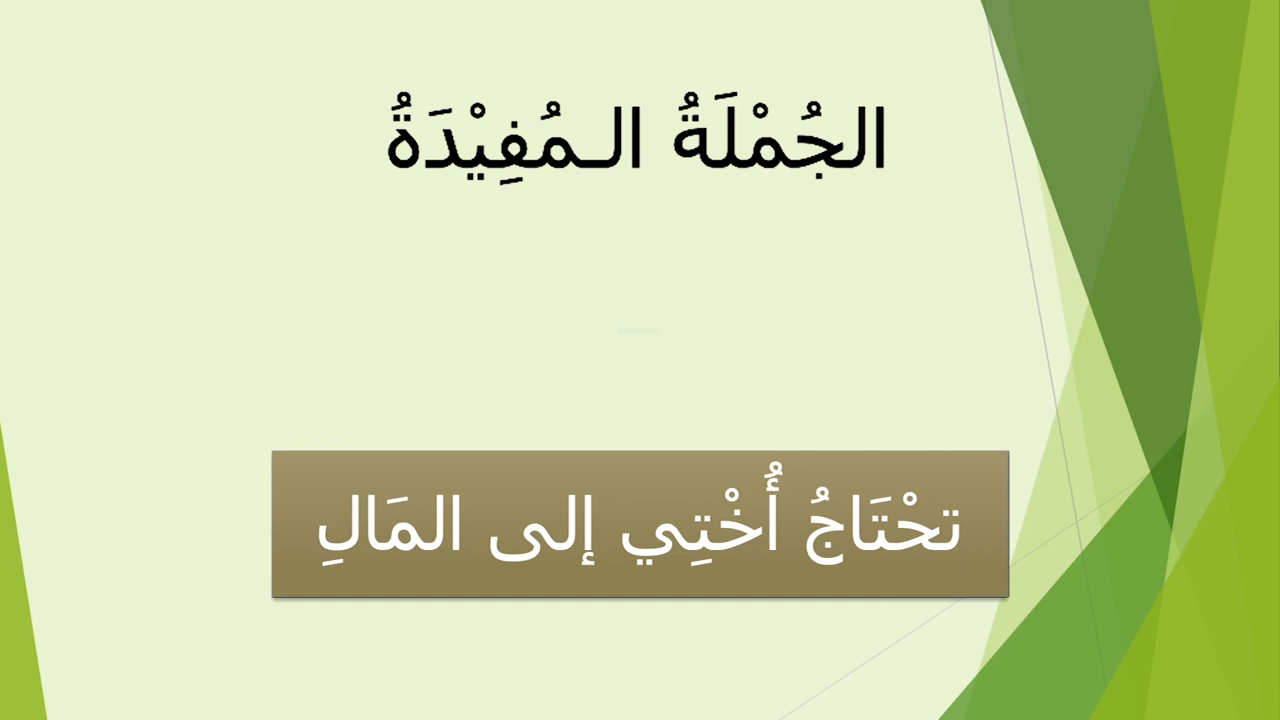 الجُمْلَةُ الـمُفِيْدَةُ
تحْتَاجُ أُخْتِي إلى المَالِ